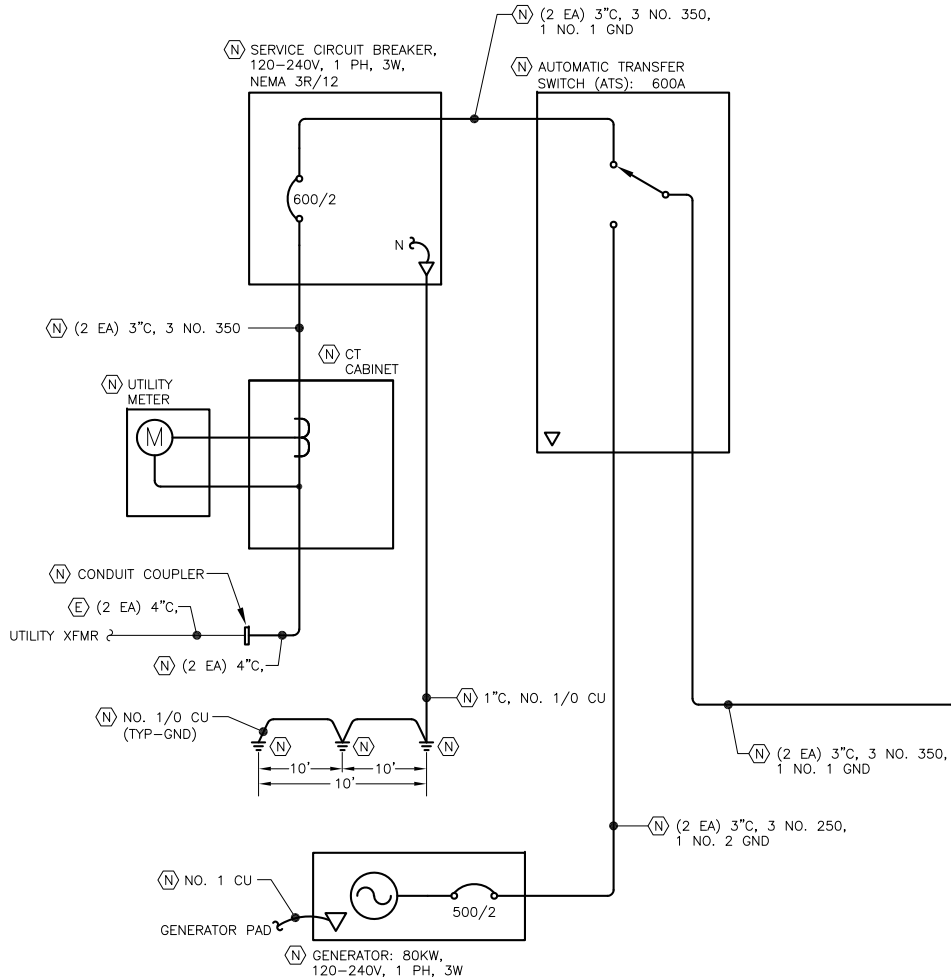 N (2 EA) 3"C, 3 NO. 350,
1 NO. 1 GND
N SERVICE CIRCUIT BREAKER,
120-240V, 1 PH, 3W,
NEMA 3R/12
N AUTOMATIC TRANSFER
SWITCH (ATS): 600A
600/2
N
N (2 EA) 3"C, 3 NO. 350
N CT
CABINET
N UTILITY
METER
M
N CONDUIT COUPLER
E (2 EA) 4"C,
UTILITY XFMR
N (2 EA) 4"C,
N 1"C, NO. 1/0 CU
N NO. 1/0 CU
(TYP-GND)
N
N
N
10'
10'
10'
N (2 EA) 3"C, 3 NO. 350,
1 NO. 1 GND
N (2 EA) 3"C, 3 NO. 250,
1 NO. 2 GND
N NO. 1 CU
GENERATOR PAD
500/2
N GENERATOR: 80KW,
120-240V, 1 PH, 3W